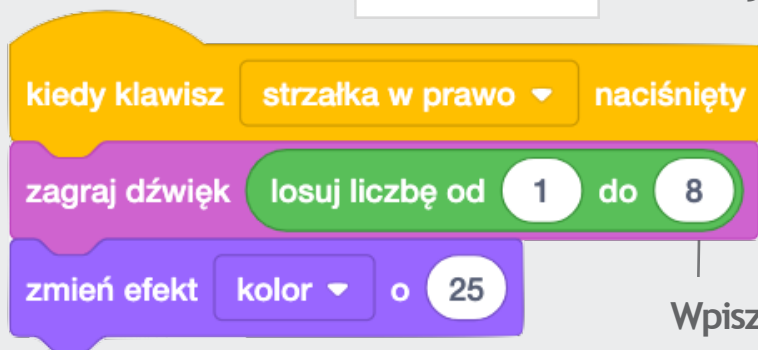 kiedy klawisz strzałka w prawo naciśnięty
zagraj dźwięk losuj liczbę od 1 do 8
zmień efekt kolor o 25
Wpisz